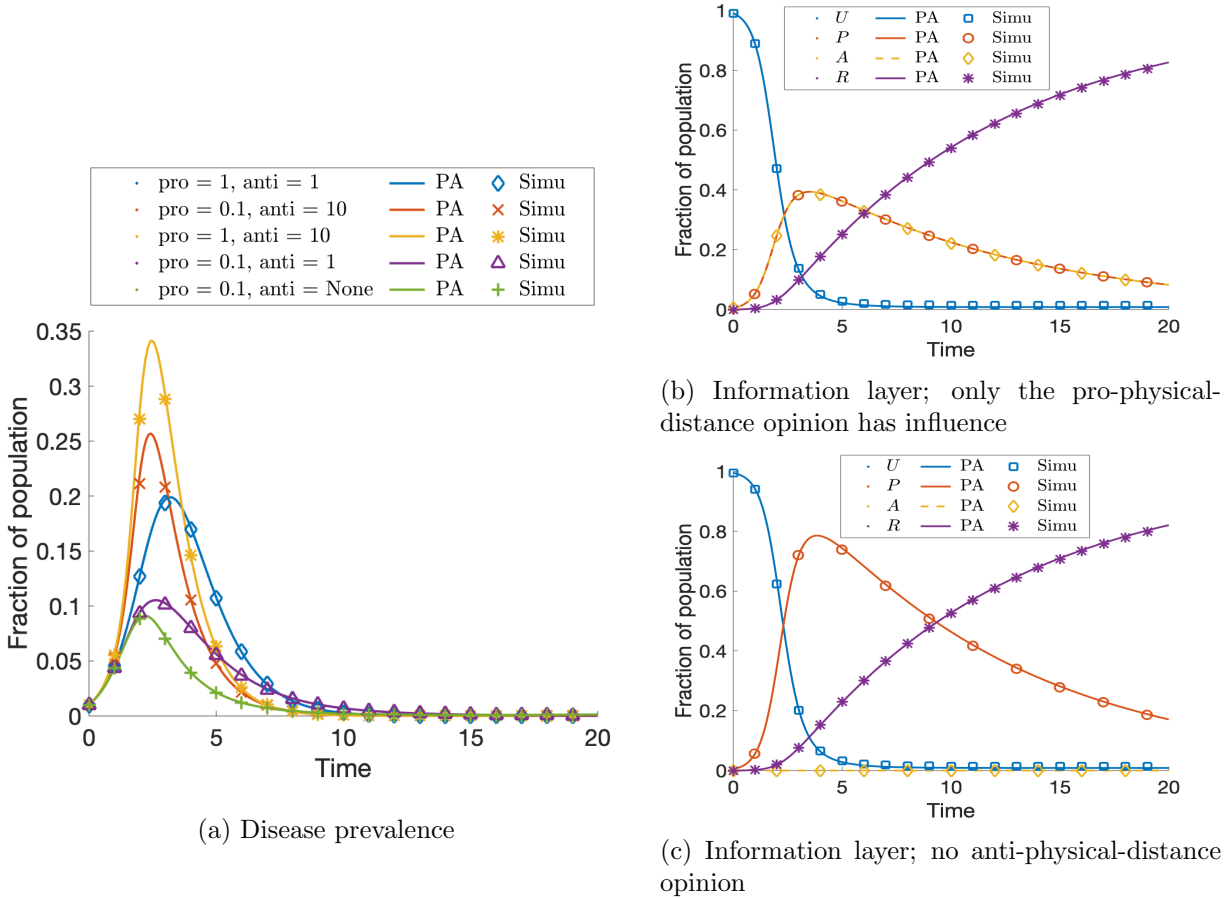 pro = 1, anti = 1 PA Simu
pro = 0.1, anti = 10 PA Simu
pro = 1, anti = 10 PA Simu
pro = 0.1, anti = 1 PA Simu
pro = 0.1, anti = None PA Simu
0.35
0.3
0.25
0.2
0.15
0.1
0.05
0
Fraction of population
0 5 10 15 20
Time
(a) Disease prevalence
U PA Simu
P PA Simu
A PA Simu
R PA Simu
1
0.8
0.6
0.4
0.2
0
Fraction of population
0 5 10 15 20
Time
(b) Information layer; only the pro-physical-
distance opinion has influence
U PA Simu
P PA Simu
A PA Simu
R PA Simu
1
0.8
0.6
0.4
0.2
0
Fraction of population
0 5 10 15 20
Time
(c) Information layer; no anti-physical-distance
opinion